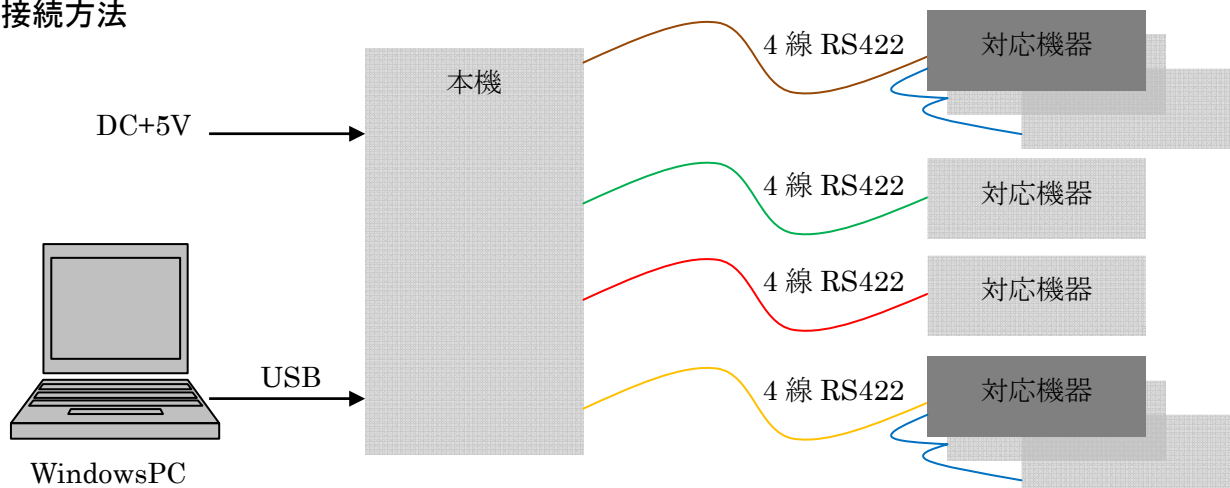 接続方法
本機
DC+5V
USB
WindowsPC
4 線 RS422
対応機器
4 線 RS422
対応機器
4 線 RS422
対応機器
4 線 RS422
対応機器